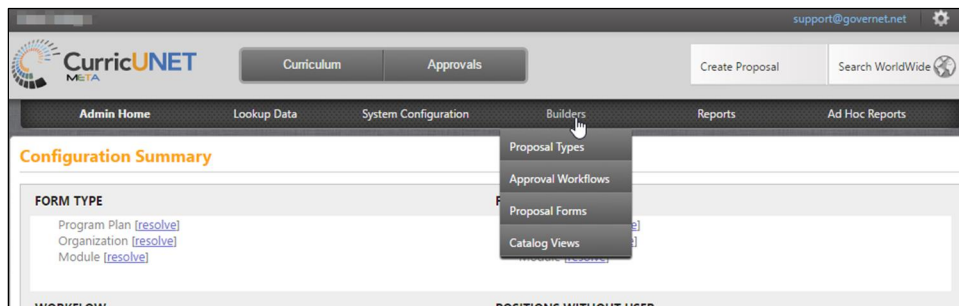 support@governet.net
CurricUNET
META
Curriculum Approvals
Create Proposal Search WorldWide
Admin Home Lookup Data System Configuration Builders Reports Ad Hoc Reports
Configuration Summary
Proposal Types
Approval Workflows
Proposal Forms
Catalog Views
FORM TYPE
Program Plan [resolve]
Organization [resolve]
Module [resolve]
WORKFLOW POSITIONS WITHOUT USER